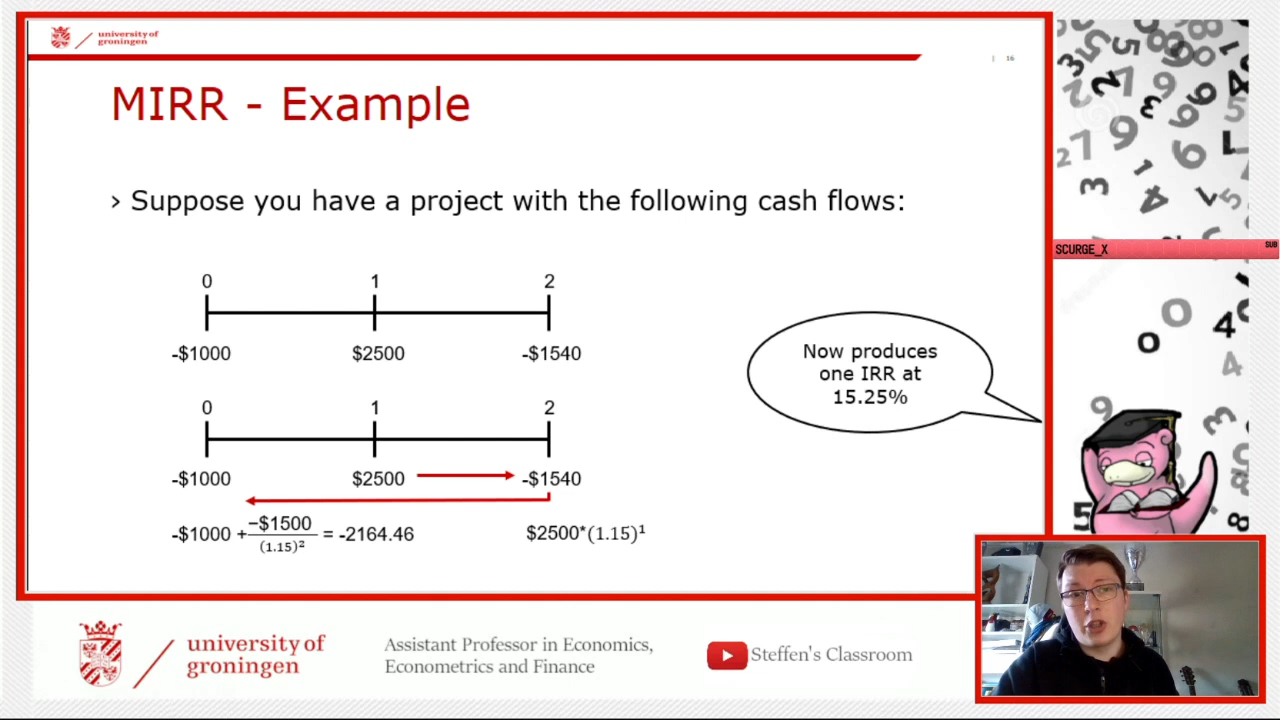 university of
groningen
| 16
MIRR - Example
› Suppose you have a project with the following cash flows:
0 1 2
-$1000 $2500 -$1540
0 1 2
-$1000 $2500 -$1540
-$1000 + −$1500/(1.15)² = -2164.46 $2500*(1.15)¹
Now produces
one IRR at
15.25%
SCURGE_X SUB
university of
groningen
Assistant Professor in Economics,
Econometrics and Finance
Steffen's Classroom